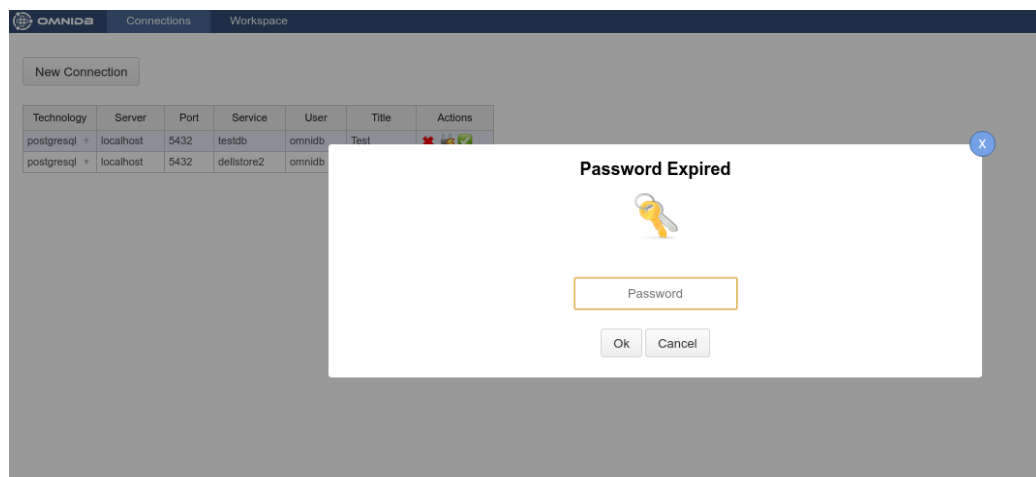 OMNIDB Connections Workspace
New Connection
Technology Server Port Service User Title Actions
postgresql localhost 5432 testdb omnidb Test
postgresql localhost 5432 dellstore2 omnidb
X
Password Expired
Password
Ok Cancel